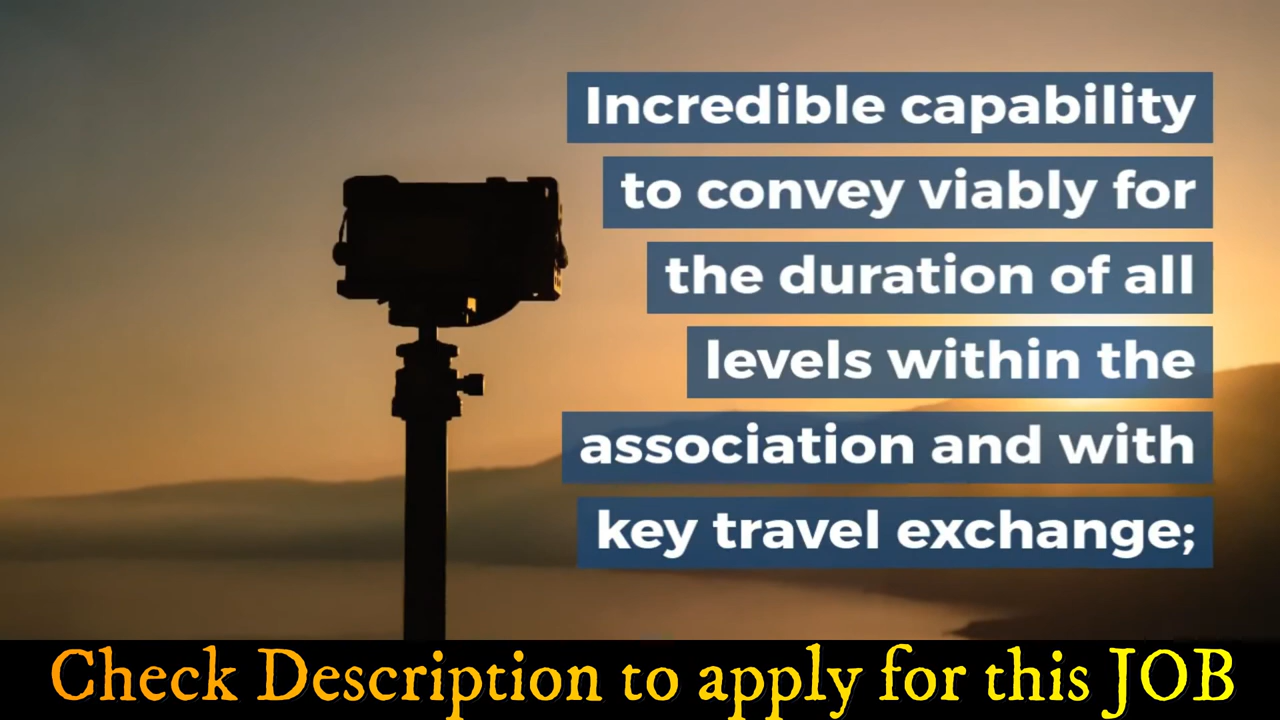 Incredible capability
to convey viably for
the duration of all
levels within the
association and with
key travel exchange;
Check Description to apply for this JOB